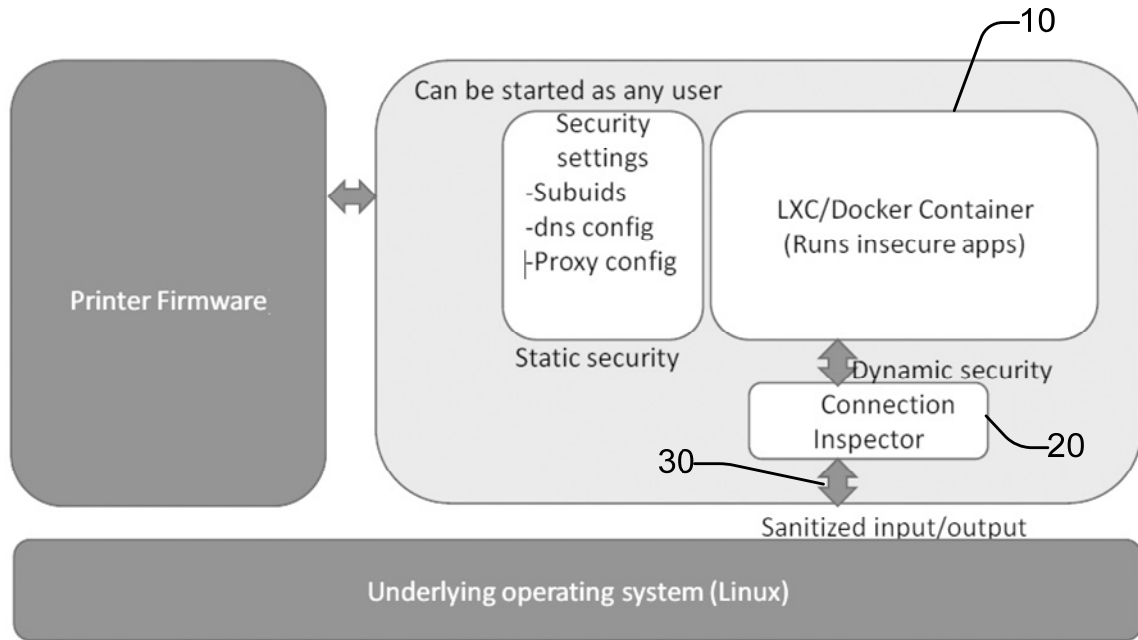 10
Can be started as any user
Security
settings
-Subuids
-dns config
-Proxy config
LXC/Docker Container
(Runs insecure apps)
Printer Firmware
Static security
Dynamic security
Connection
Inspector
20
30
Sanitized input/output
Underlying operating system (Linux)